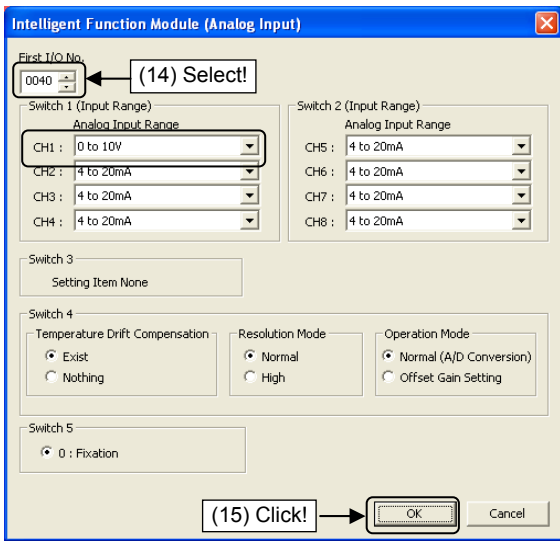 Intelligent Function Module (Analog Input)
First I/O No.
0040
(14) Select!
Switch 1 (Input Range)
Analog Input Range
CH1 : 0 to 10V
CH2 : 4 to 20mA
CH3 : 4 to 20mA
CH4 : 4 to 20mA
Switch 2 (Input Range)
Analog Input Range
CH5 : 4 to 20mA
CH6 : 4 to 20mA
CH7 : 4 to 20mA
CH8 : 4 to 20mA
Switch 3
Setting Item None
Switch 4
Temperature Drift Compensation
Exist
Nothing
Resolution Mode
Normal
High
Operation Mode
Normal (A/D Conversion)
Offset Gain Setting
Switch 5
0 : Fixation
(15) Click!
OK
Cancel